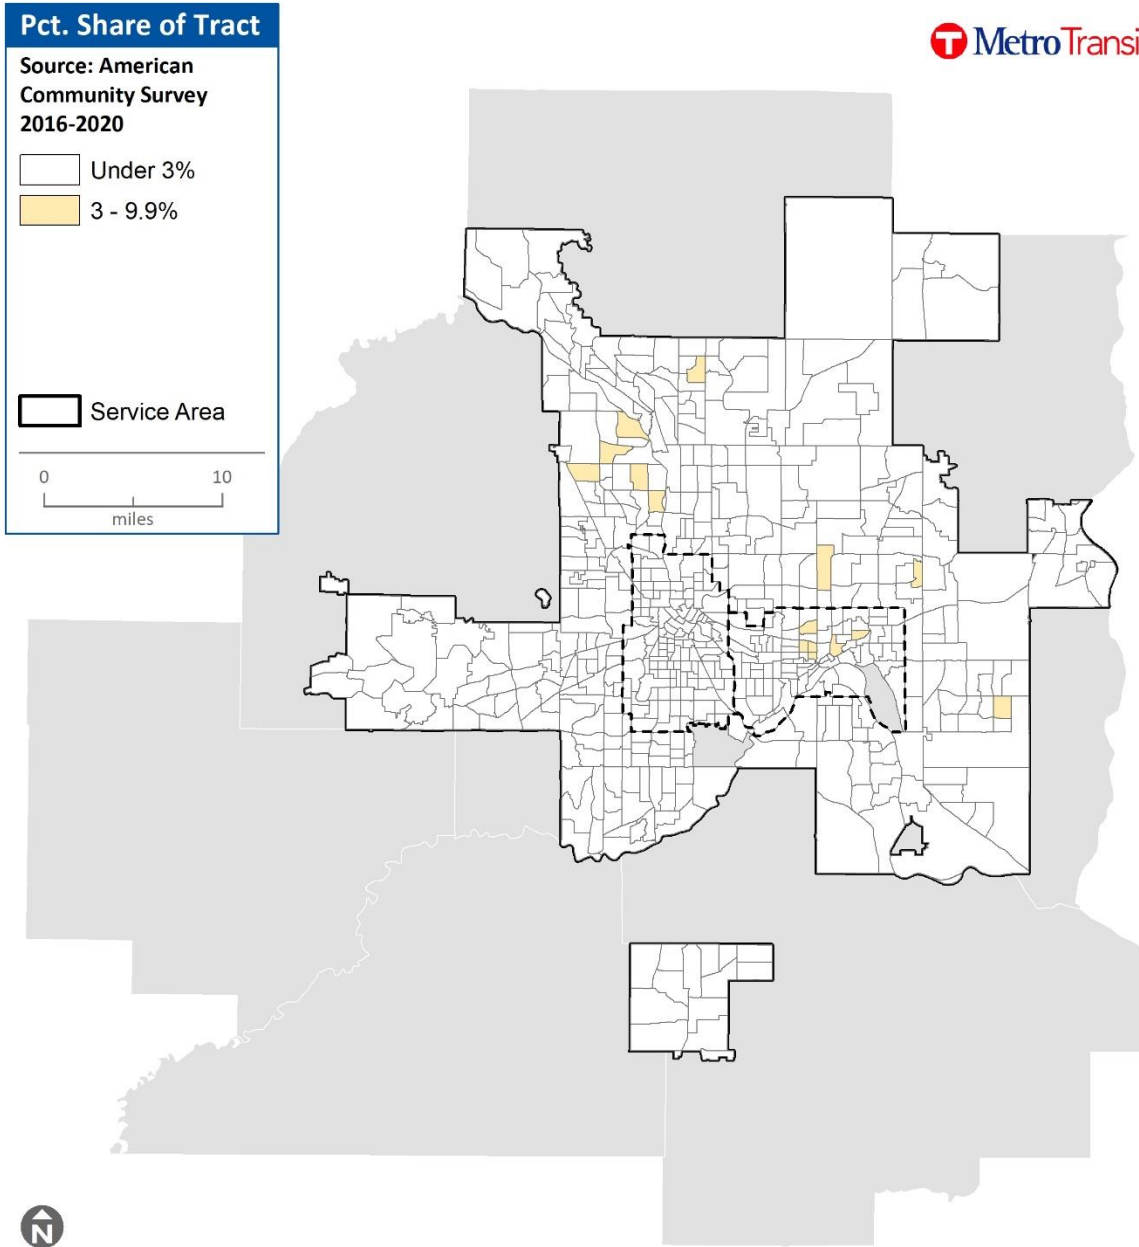 Pct. Share of Tract
Source: American
Community Survey
2016-2020
Under 3%
3 - 9.9%
Service Area
0 10
miles
MetroTransi
N